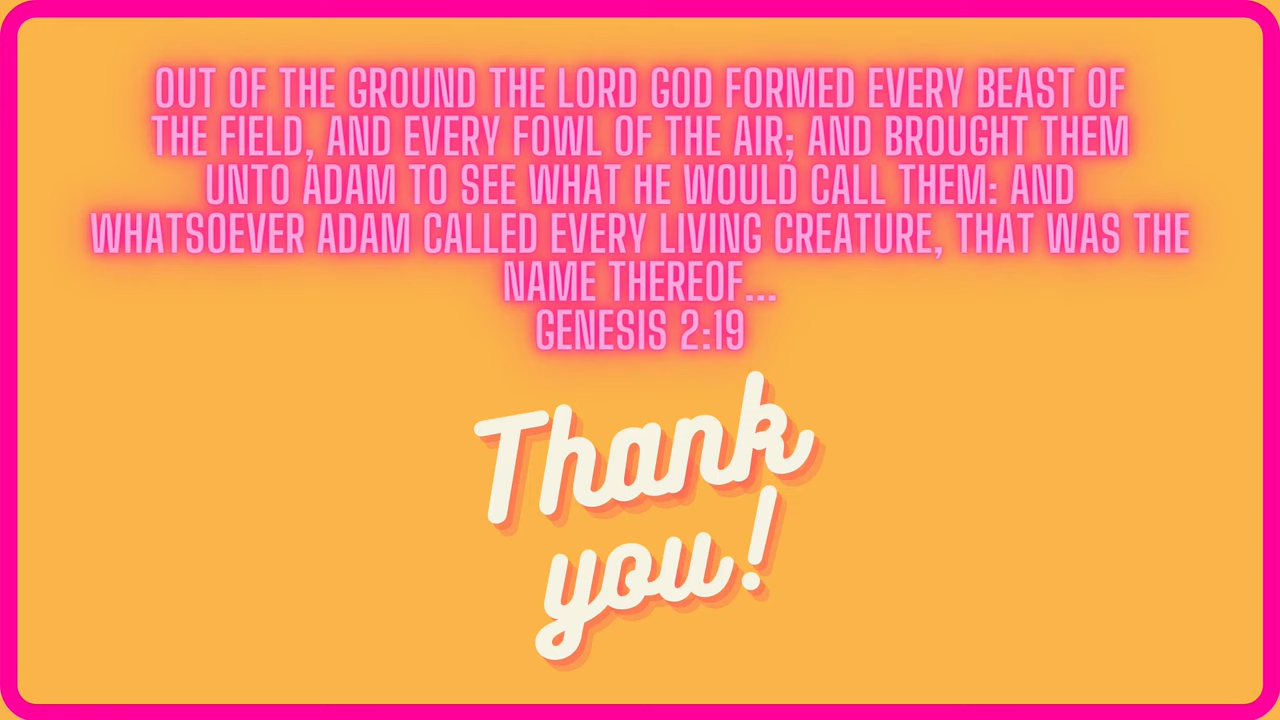 OUT OF THE GROUND THE LORD GOD FORMED EVERY BEAST OF
THE FIELD, AND EVERY FOWL OF THE AIR; AND BROUGHT THEM
UNTO ADAM TO SEE WHAT HE WOULD CALL THEM: AND
WHATSOEVER ADAM CALLED EVERY LIVING CREATURE, THAT WAS THE
NAME THEREOF...
GENESIS 2:19
Thank
you!